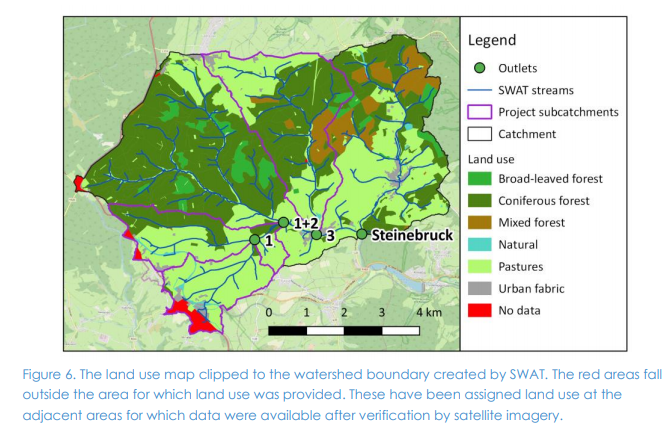 Legend
Outlets
SWAT streams
Project subcatchments
Catchment
Land use
Broad-leaved forest
Coniferous forest
Mixed forest
Natural
Pastures
Urban fabric
No data
1+2
1
3
Steinebruck
0 1 2 3 4 km
Figure 6. The land use map clipped to the watershed boundary created by SWAT. The red areas fall
outside the area for which land use was provided. These have been assigned land use at the
adjacent areas for which data were available after verification by satellite imagery.